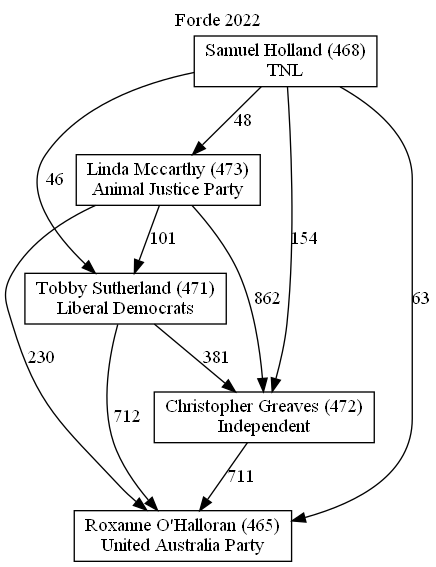 Forde 2022
Samuel Holland (468)
TNL
48
Linda Mccarthy (473)
Animal Justice Party
46
101
154
63
Tobby Sutherland (471)
Liberal Democrats
862
230
381
712
Christopher Greaves (472)
Independent
711
Roxanne O'Halloran (465)
United Australia Party